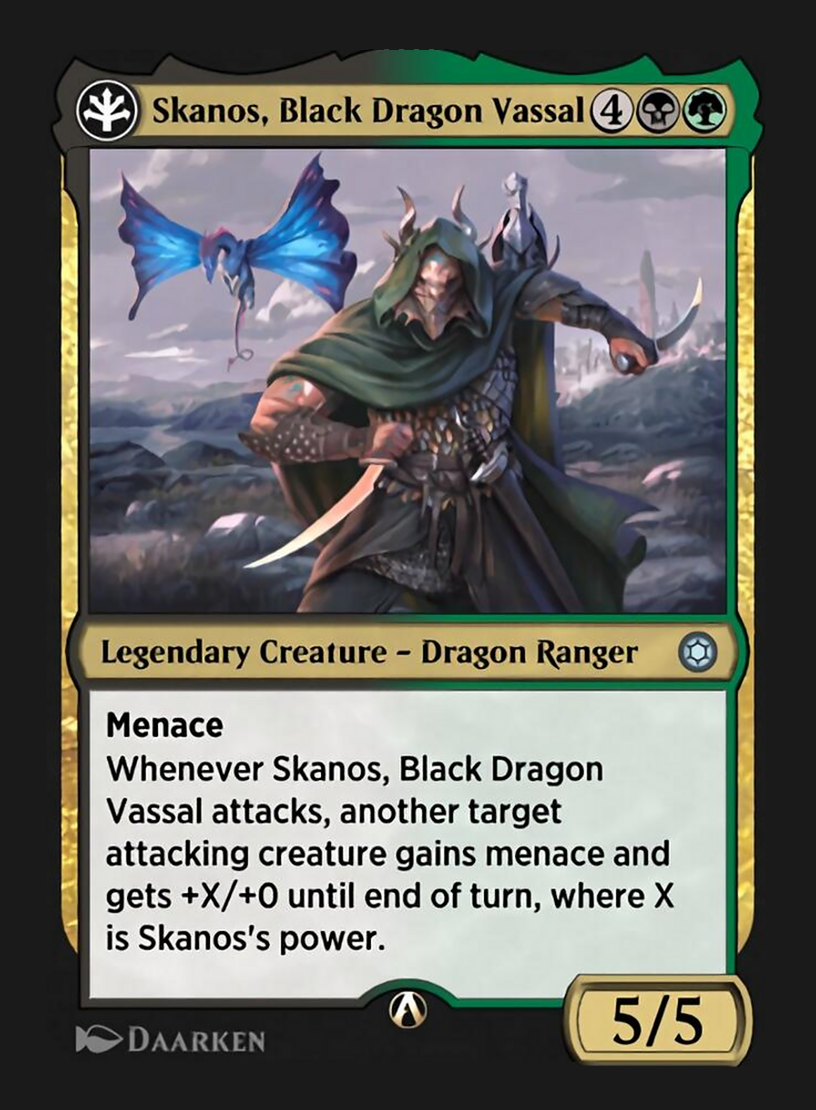 Skanos, Black Dragon Vassal 4
Legendary Creature – Dragon Ranger
Menace
Whenever Skanos, Black Dragon
Vassal attacks, another target
attacking creature gains menace and
gets +X/+0 until end of turn, where X
is Skanos's power.
5/5
DAARKEN